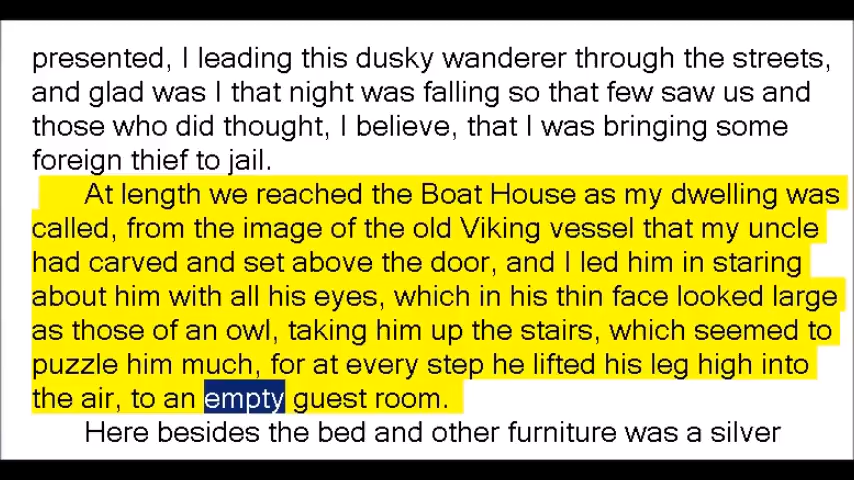 presented, I leading this dusky wanderer through the streets,
and glad was I that night was falling so that few saw us and
those who did thought, I believe, that I was bringing some
foreign thief to jail.
At length we reached the Boat House as my dwelling was
called, from the image of the old Viking vessel that my uncle
had carved and set above the door, and I led him in staring
about him with all his eyes, which in his thin face looked large
as those of an owl, taking him up the stairs, which seemed to
puzzle him much, for at every step he lifted his leg high into
the air, to an empty guest room.
Here besides the bed and other furniture was a silver